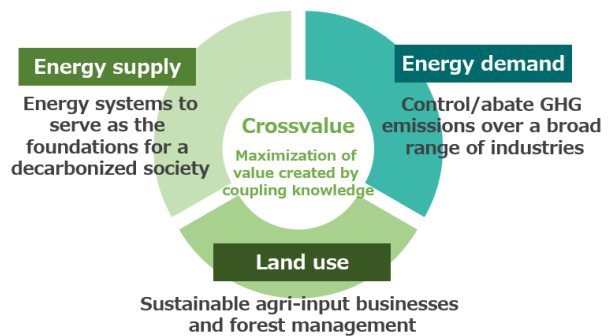 Energy supply
Energy systems to
serve as the
foundations for a
decarbonized society
Energy demand
Control/abate GHG
emissions over a broad
range of industries
Crossvalue
Maximization of
value created by
coupling knowledge
Land use
Sustainable agri-input businesses
and forest management